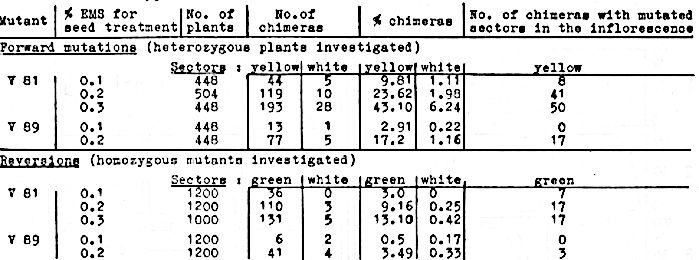 Mutant % EMS for seed treatment No. of plants No.of chimeras % chimeras No. of chimeras with mutated sectors in the inflorescence
Forward mutations (heterozygous plants investigated)
Sectors : yellow white yellow white yellow
V 81 0.1 448 44 5 9.81 1.11 8
0.2 504 119 10 23.62 1.98 41
0.3 448 193 28 43.10 6.24 50
V 89 0.1 448 13 1 2.91 0.22 0
0.2 448 77 5 17.2 1.16 17
Reversions (homozygous mutants investigated)
Sectors : green white green white green
V 81 0.1 1200 36 0 3.0 0 7
0.2 1200 110 3 9.16 0.25 17
0.3 1000 131 5 13.10 0.42 17
V 89 0.1 1200 6 2 0.5 0.17 0
0.2 1200 41 4 3.49 0.33 3